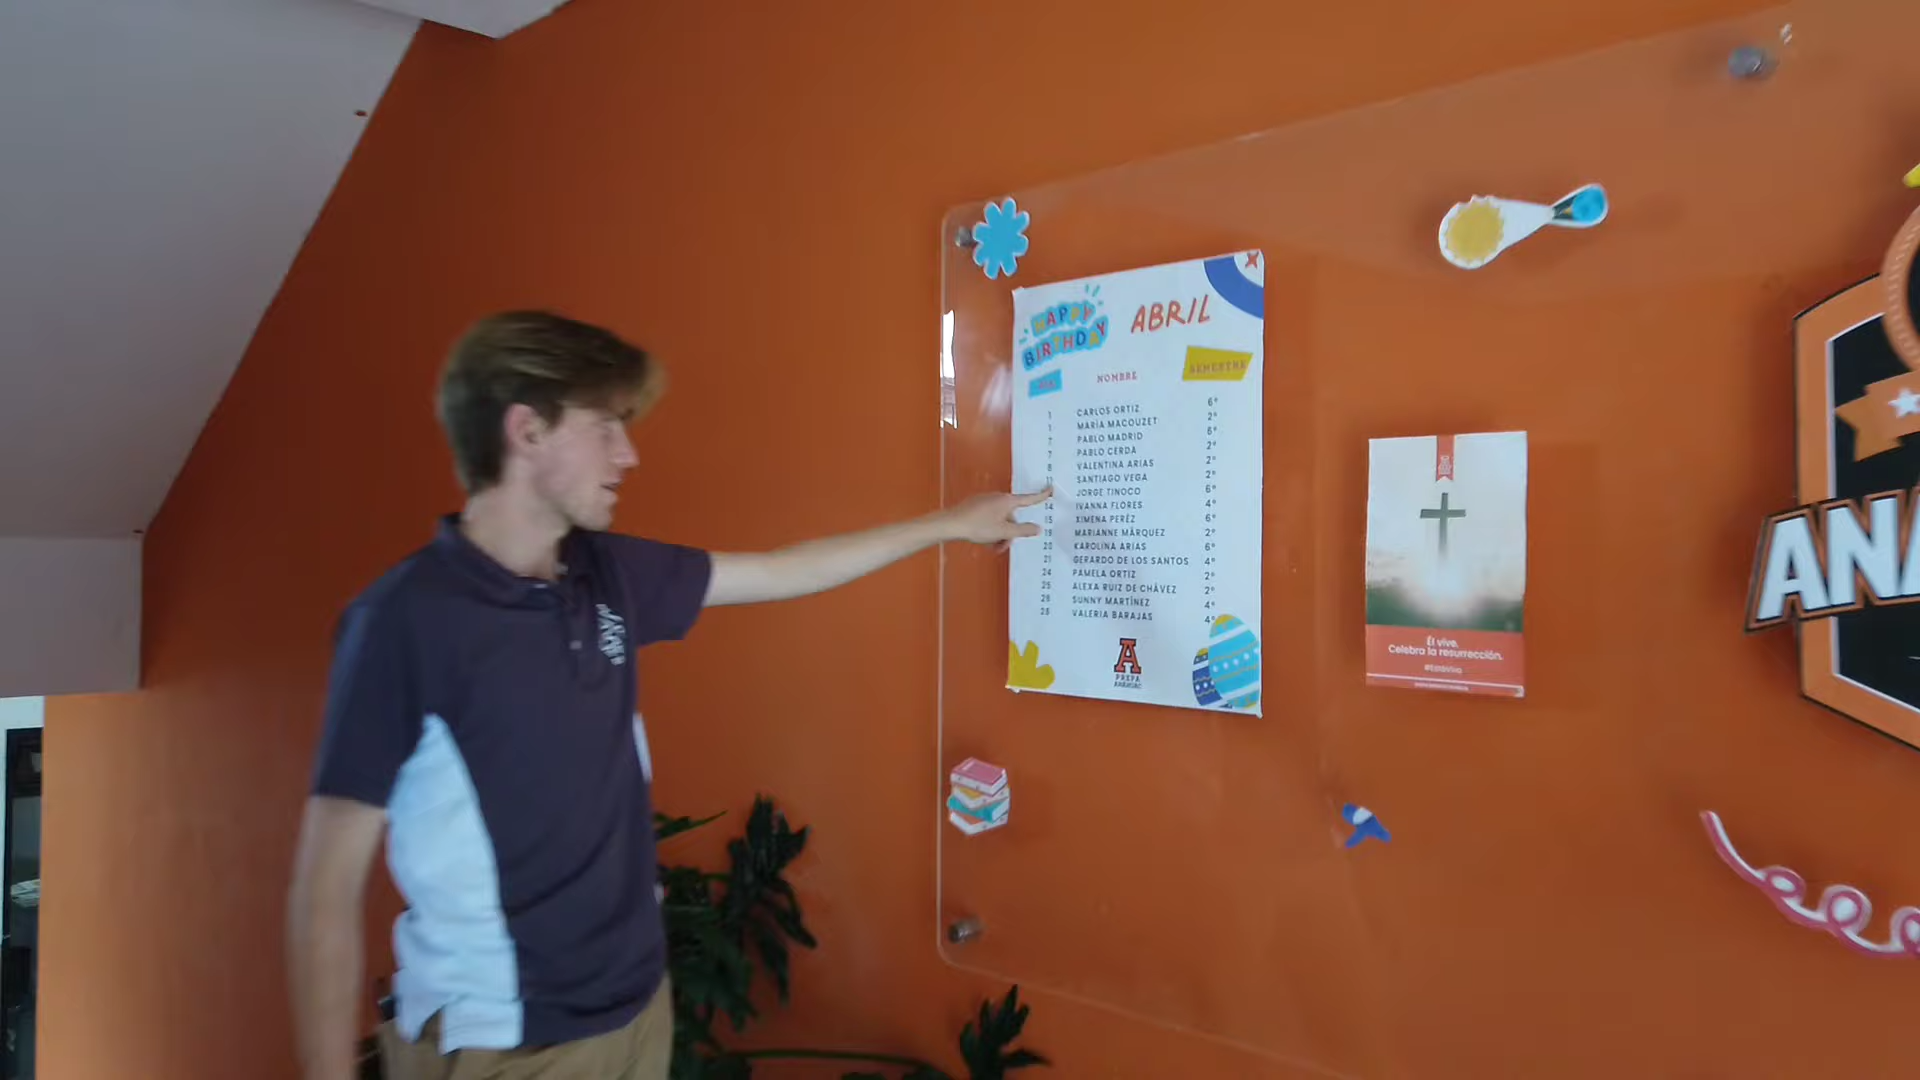 HAPPY
BIRTHDAY
ABRIL
NOMBRE
SEMESTRE
1 CARLOS ORTIZ 6°
1 MARÍA MACOUZET 2°
7 PABLO MADRID 6°
7 PABLO CERDA 2°
8 VALENTINA ARIAS 2°
11 SANTIAGO VEGA 2°
JORGE TINOCO 6°
14 IVANNA FLORES 4°
15 XIMENA PERÉZ 6°
19 MARIANNE MÁRQUEZ 2°
20 KAROLINA ARIAS 6°
21 GERARDO DE LOS SANTOS 4°
24 PAMELA ORTIZ 2°
25 ALEXA RUIZ DE CHÁVEZ 2°
28 SUNNY MARTÍNEZ 4°
28 VALERIA BARAJAS 4°
A
PREPA
ANÁHUAC
Él vive.
Celebra la resurrección.
ANA